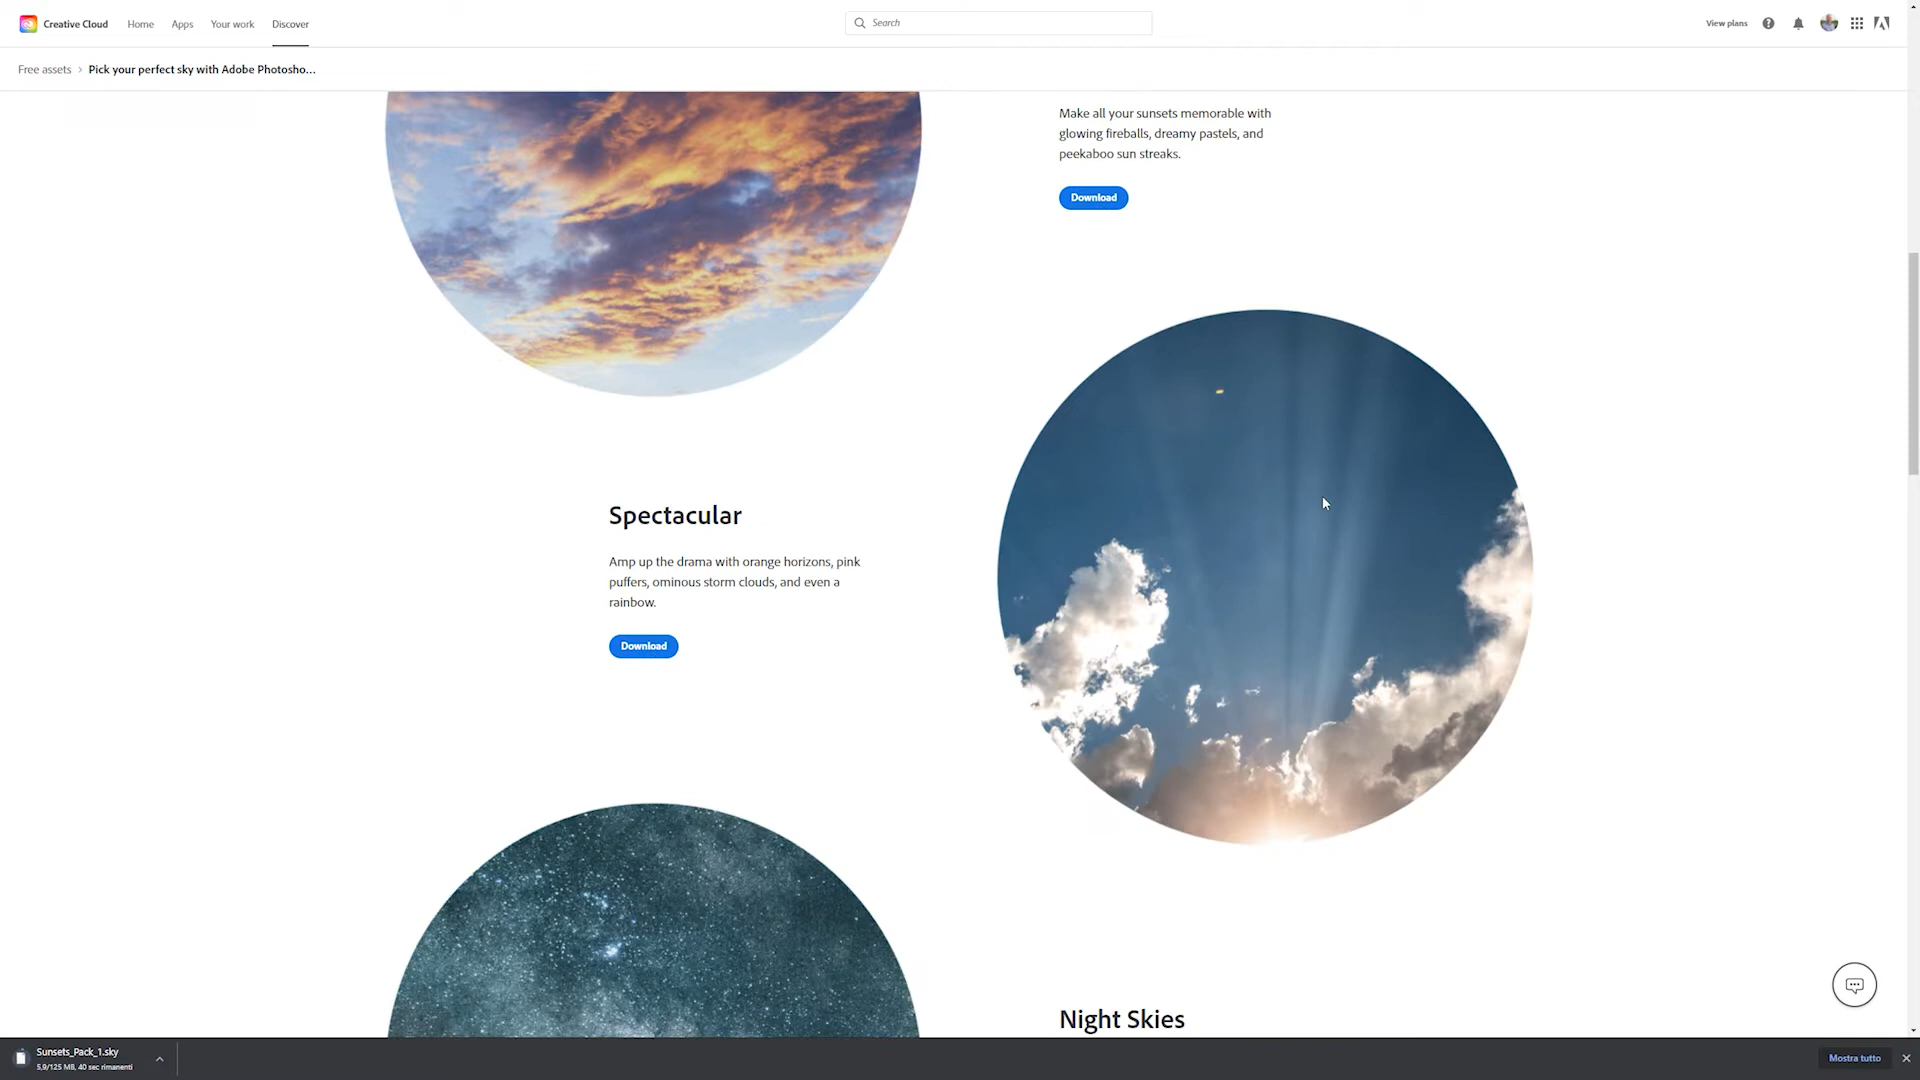 Creative Cloud
Home
Apps
Your work
Discover
Search
View plans
Free assets > Pick your perfect sky with Adobe Photosho...
Make all your sunsets memorable with
glowing fireballs, dreamy pastels, and
peekaboo sun streaks.
Download
Spectacular
Amp up the drama with orange horizons, pink
puffers, ominous storm clouds, and even a
rainbow.
Download
Night Skies
Sunsets_Pack_1.sky
5,9/125 MB, 40 sec rimanenti
Mostra tutto